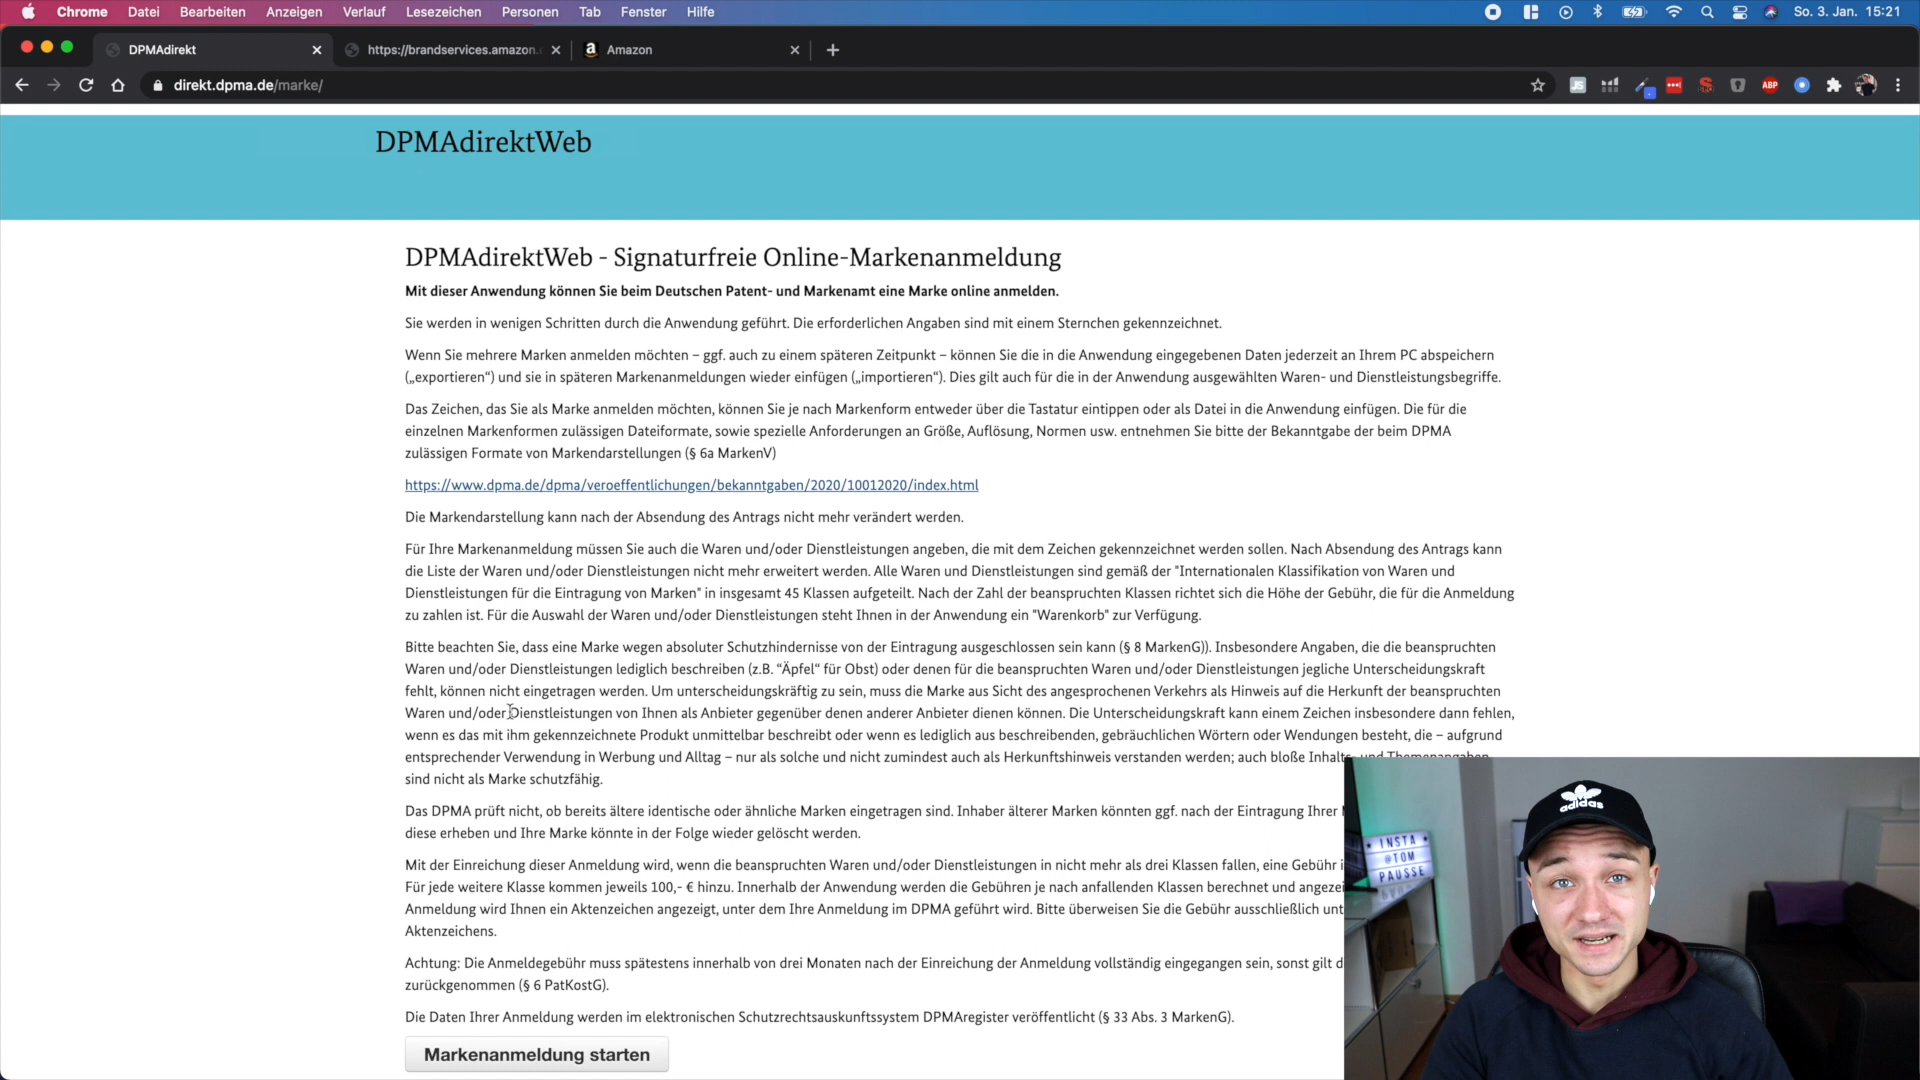 Chrome Datei Bearbeiten Anzeigen Verlauf Lesezeichen Personen Tab Fenster Hilfe So. 3. Jan. 15:21
DPMAdirekt https://brandservices.amazon. Amazon
direkt.dpma.de/marke/ ABP
DPMAdirektWeb
DPMAdirektWeb - Signaturfreie Online-Markenanmeldung
Mit dieser Anwendung können Sie beim Deutschen Patent- und Markenamt eine Marke online anmelden.
Sie werden in wenigen Schritten durch die Anwendung geführt. Die erforderlichen Angaben sind mit einem Sternchen gekennzeichnet.
Wenn Sie mehrere Marken anmelden möchten – ggf. auch zu einem späteren Zeitpunkt – können Sie die in die Anwendung eingegebenen Daten jederzeit an Ihrem PC abspeichern
(„exportieren“) und sie in späteren Markenanmeldungen wieder einfügen („importieren“). Dies gilt auch für die in der Anwendung ausgewählten Waren- und Dienstleistungsbegriffe.
Das Zeichen, das Sie als Marke anmelden möchten, können Sie je nach Markenform entweder über die Tastatur eintippen oder als Datei in die Anwendung einfügen. Die für die
einzelnen Markenformen zulässigen Dateiformate, sowie spezielle Anforderungen an Größe, Auflösung, Normen usw. entnehmen Sie bitte der Bekanntgabe der beim DPMA
zulässigen Formate von Markendarstellungen (§ 6a MarkenV)
https://www.dpma.de/dpma/veroeffentlichungen/bekanntgaben/2020/10012020/index.html
Die Markendarstellung kann nach der Absendung des Antrags nicht mehr verändert werden.
Für Ihre Markenanmeldung müssen Sie auch die Waren und/oder Dienstleistungen angeben, die mit dem Zeichen gekennzeichnet werden sollen. Nach Absendung des Antrags kann
die Liste der Waren und/oder Dienstleistungen nicht mehr erweitert werden. Alle Waren und Dienstleistungen sind gemäß der "Internationalen Klassifikation von Waren und
Dienstleistungen für die Eintragung von Marken" in insgesamt 45 Klassen aufgeteilt. Nach der Zahl der beanspruchten Klassen richtet sich die Höhe der Gebühr, die für die Anmeldung
zu zahlen ist. Für die Auswahl der Waren und/oder Dienstleistungen steht Ihnen in der Anwendung ein "Warenkorb" zur Verfügung.
Bitte beachten Sie, dass eine Marke wegen absoluter Schutzhindernisse von der Eintragung ausgeschlossen sein kann (§ 8 MarkenG)). Insbesondere Angaben, die die beanspruchten
Waren und/oder Dienstleistungen lediglich beschreiben (z.B. “Äpfel“ für Obst) oder denen für die beanspruchten Waren und/oder Dienstleistungen jegliche Unterscheidungskraft
fehlt, können nicht eingetragen werden. Um unterscheidungskräftig zu sein, muss die Marke aus Sicht des angesprochenen Verkehrs als Hinweis auf die Herkunft der beanspruchten
Waren und/oder Dienstleistungen von Ihnen als Anbieter gegenüber denen anderer Anbieter dienen können. Die Unterscheidungskraft kann einem Zeichen insbesondere dann fehlen,
wenn es das mit ihm gekennzeichnete Produkt unmittelbar beschreibt oder wenn es lediglich aus beschreibenden, gebräuchlichen Wörtern oder Wendungen besteht, die – aufgrund
entsprechender Verwendung in Werbung und Alltag – nur als solche und nicht zumindest auch als Herkunftshinweis verstanden werden; auch bloße Inhalts- und Themenangaben
sind nicht als Marke schutzfähig.
Das DPMA prüft nicht, ob bereits ältere identische oder ähnliche Marken eingetragen sind. Inhaber älterer Marken könnten ggf. nach der Eintragung Ihrer
diese erheben und Ihre Marke könnte in der Folge wieder gelöscht werden.
Mit der Einreichung dieser Anmeldung wird, wenn die beanspruchten Waren und/oder Dienstleistungen in nicht mehr als drei Klassen fallen, eine Gebühr
Für jede weitere Klasse kommen jeweils 100,- € hinzu. Innerhalb der Anwendung werden die Gebühren je nach anfallenden Klassen berechnet und angezei
Anmeldung wird Ihnen ein Aktenzeichen angezeigt, unter dem Ihre Anmeldung im DPMA geführt wird. Bitte überweisen Sie die Gebühr ausschließlich unt
Aktenzeichens.
Achtung: Die Anmeldegebühr muss spätestens innerhalb von drei Monaten nach der Einreichung der Anmeldung vollständig eingegangen sein, sonst gilt d
zurückgenommen (§ 6 PatKostG).
Die Daten Ihrer Anmeldung werden im elektronischen Schutzrechtsauskunftssystem DPMAregister veröffentlicht (§ 33 Abs. 3 MarkenG).
Markenanmeldung starten
adidas
INSTA
@TOM
PAUSSE